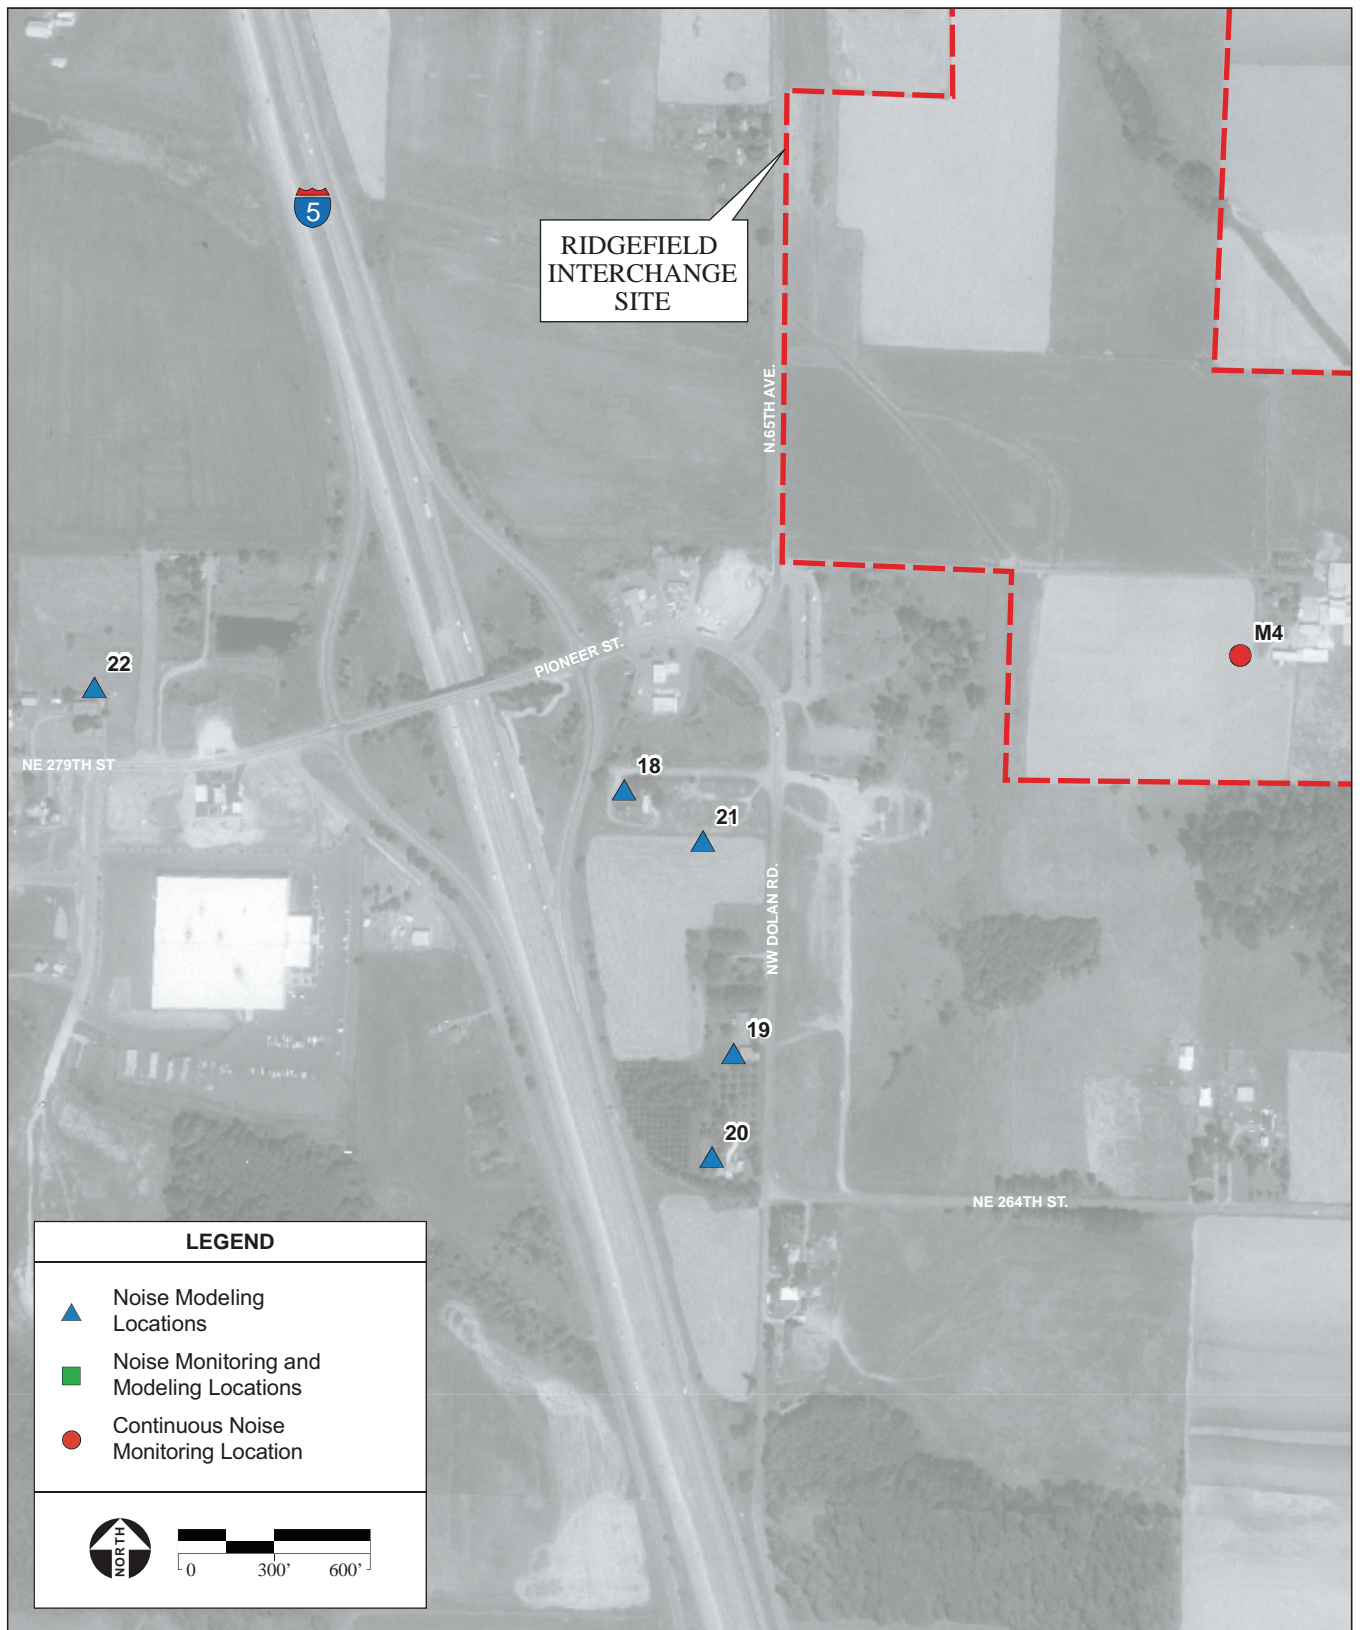 5
RIDGEFIELD
INTERCHANGE
SITE
N.65TH AVE.
M4
PIONEER ST.
22
NE 279TH ST
18
21
NW DOLAN RD.
19
20
NE 264TH ST.
LEGEND
Noise Modeling
Locations
Noise Monitoring and
Modeling Locations
Continuous Noise
Monitoring Location
NORTH
0 300' 600'